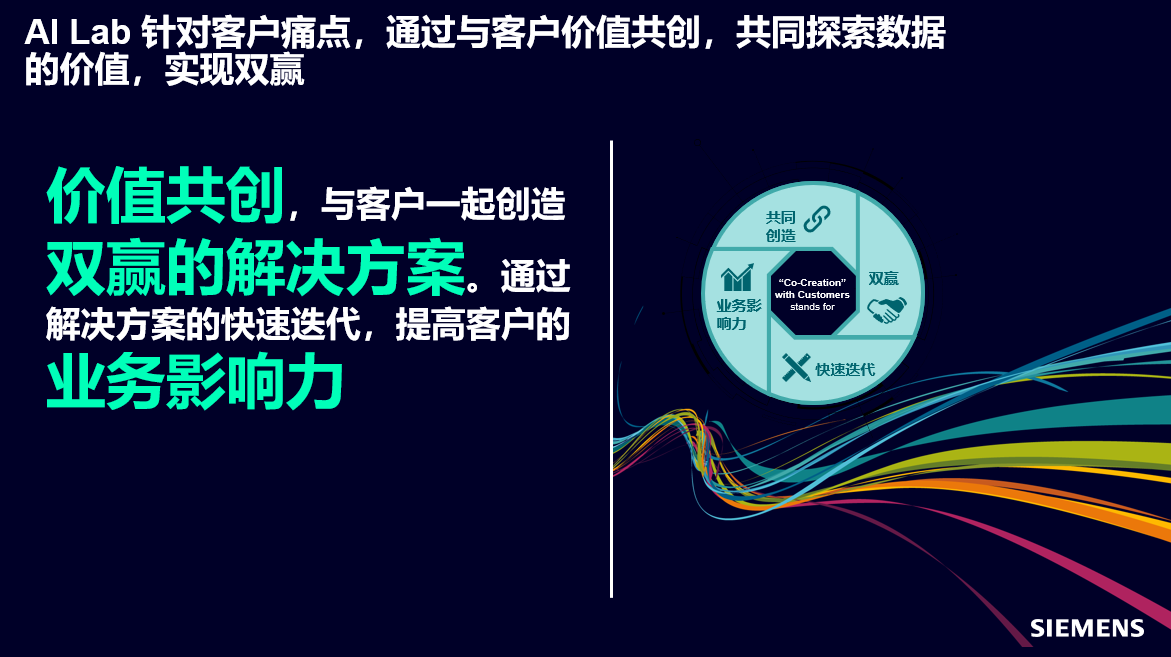 AI Lab 针对客户痛点，通过与客户价值共创，共同探索数据
的价值，实现双赢
价值共创，与客户一起创造
双赢的解决方案。通过
解决方案的快速迭代，提高客户的
业务影响力
共同
创造
双赢
“Co-Creation”
with Customers
stands for
业务影
响力
快速迭代
SIEMENS